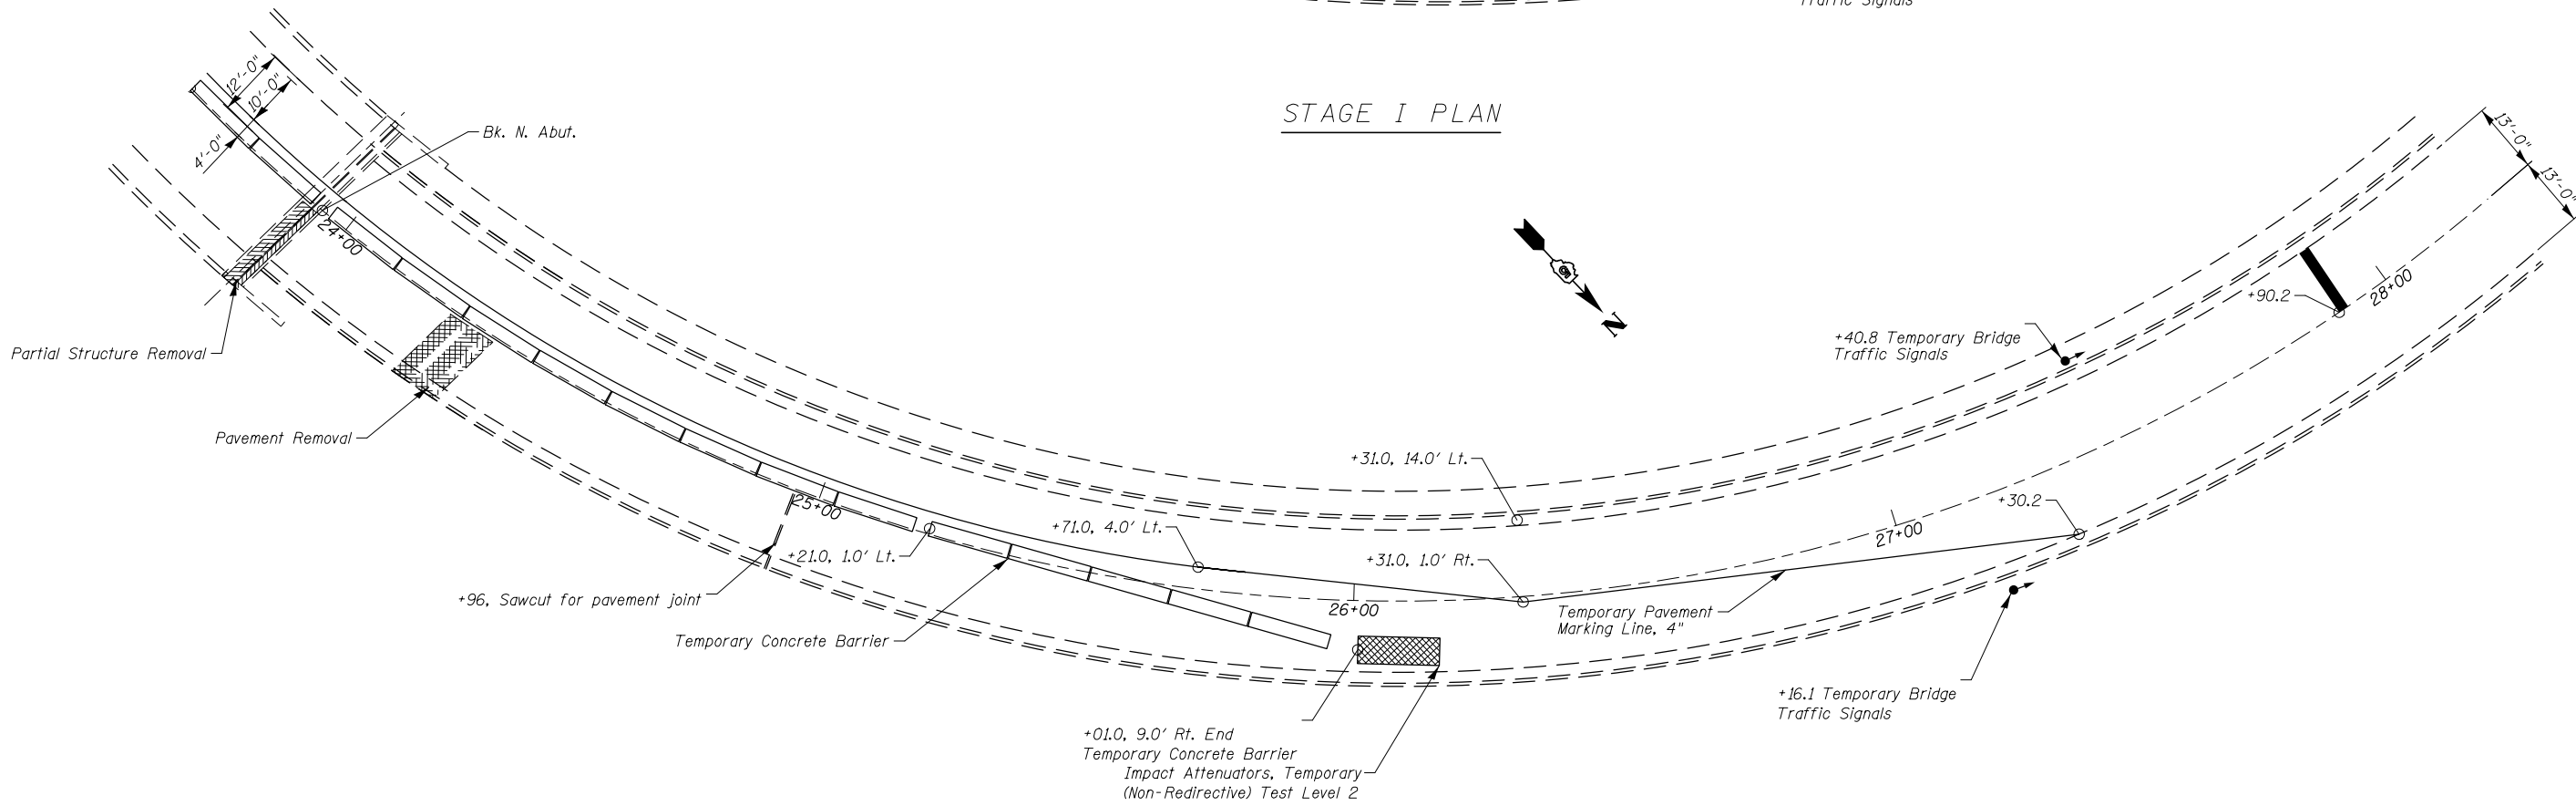 Traffic Signals
STAGE I PLAN
12'-0"
10'-0"
4'-0"
Bk. N. Abut.
24+00
Partial Structure Removal
Pavement Removal
25+00
+96, Sawcut for pavement joint
+21.0, 1.0' Lt.
Temporary Concrete Barrier
+71.0, 4.0' Lt.
+31.0, 14.0' Lt.
+31.0, 1.0' Rt.
26+00
+01.0, 9.0' Rt. End
Temporary Concrete Barrier
Impact Attenuators, Temporary
(Non-Redirective) Test Level 2
Temporary Pavement
Marking Line, 4"
27+00
+30.2
+16.1 Temporary Bridge
Traffic Signals
+40.8 Temporary Bridge
Traffic Signals
+90.2
28+00
13'-0"
13'-0"
N